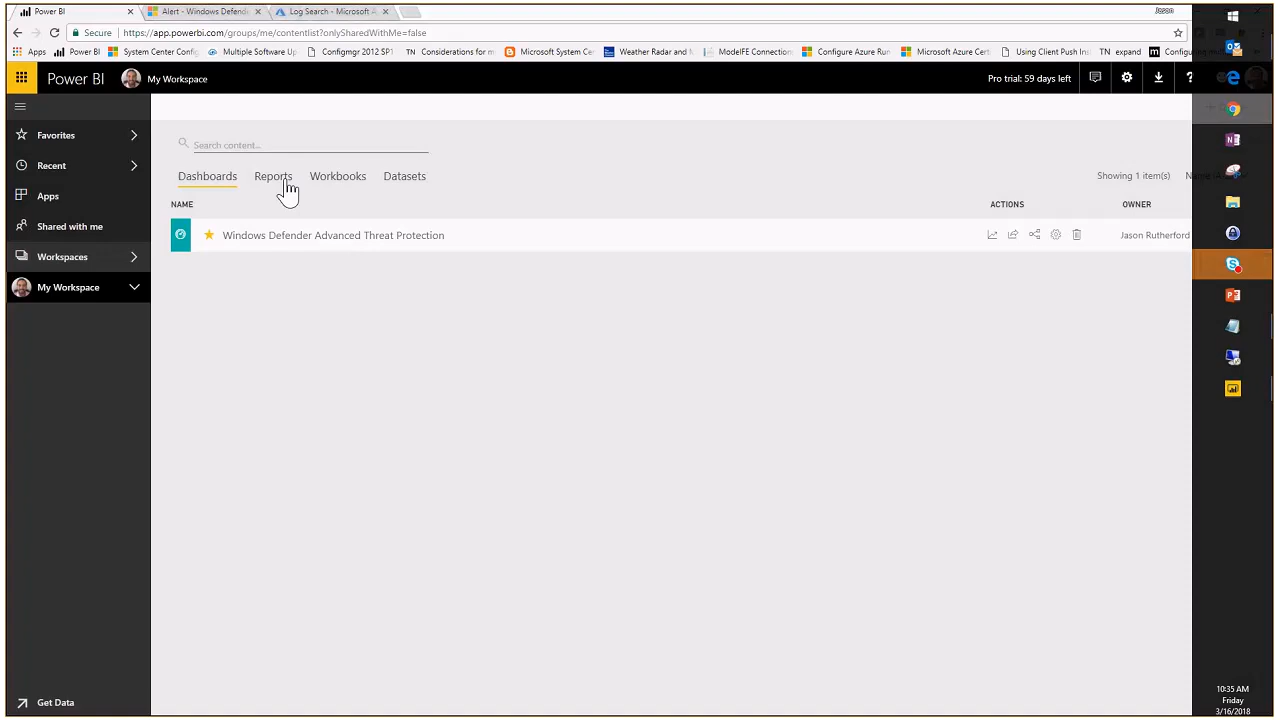 Power BI
Alert - Windows Defende
Log Search - Microsoft A
Jason
Secure
https://app.powerbi.com/groups/me/contentlist?onlySharedWithMe=false
Apps
Power BI
System Center Config
Multiple Software Up
Configmgr 2012 SP1
TN Considerations for m
Microsoft System Cen
Weather Radar and
ModelFE Connection
Configure Azure Run
Microsoft Azure Cert
Using Client Push Inst
TN expand
Power BI
My Workspace
Pro trial: 59 days left
Favorites
Recent
Apps
Shared with me
Workspaces
My Workspace
Get Data
Search content...
Dashboards
Reports
Workbooks
Datasets
Showing 1 item(s)
NAME
ACTIONS
OWNER
Windows Defender Advanced Threat Protection
Jason Rutherford
10:35 AM
Friday
3/16/2018